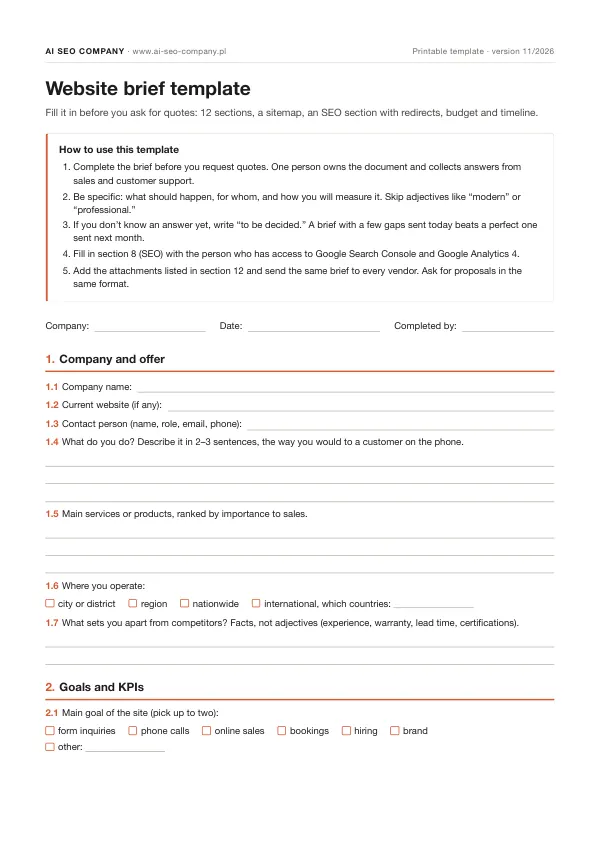 AI SEO COMPANY · www.ai-seo-company.pl
Printable template · version 11/2026
Website brief template
Fill it in before you ask for quotes: 12 sections, a sitemap, an SEO section with redirects, budget and timeline.
How to use this template
1. Complete the brief before you request quotes. One person owns the document and collects answers from
sales and customer support.
2. Be specific: what should happen, for whom, and how you will measure it. Skip adjectives like “modern” or
“professional.”
3. If you don’t know an answer yet, write “to be decided.” A brief with a few gaps sent today beats a perfect one
sent next month.
4. Fill in section 8 (SEO) with the person who has access to Google Search Console and Google Analytics 4.
5. Add the attachments listed in section 12 and send the same brief to every vendor. Ask for proposals in the
same format.
Company: Date: Completed by:
1. Company and offer
1.1 Company name:
1.2 Current website (if any):
1.3 Contact person (name, role, email, phone):
1.4 What do you do? Describe it in 2–3 sentences, the way you would to a customer on the phone.
1.5 Main services or products, ranked by importance to sales.
1.6 Where you operate:
city or district region nationwide international, which countries:
1.7 What sets you apart from competitors? Facts, not adjectives (experience, warranty, lead time, certifications).
2. Goals and KPIs
2.1 Main goal of the site (pick up to two):
form inquiries phone calls online sales bookings hiring brand
other: